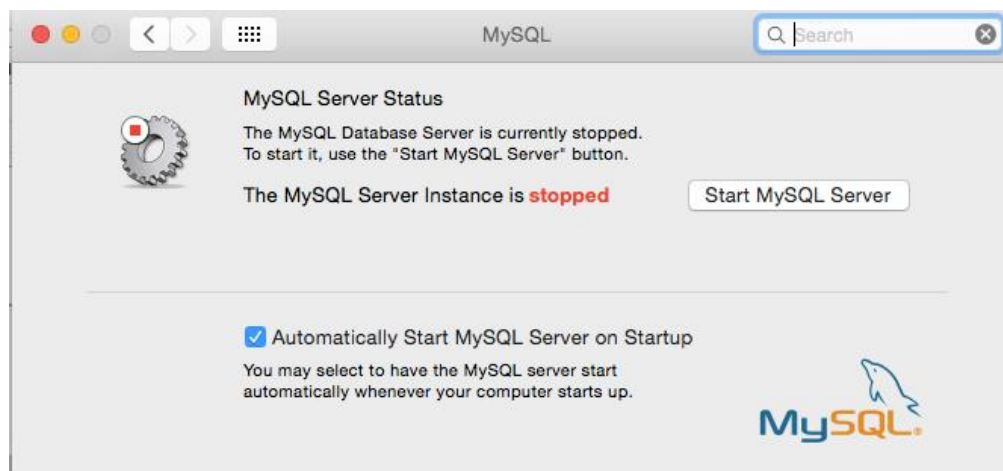 MySQL
Search
MySQL Server Status
The MySQL Database Server is currently stopped.
To start it, use the "Start MySQL Server" button.
The MySQL Server Instance is stopped
Start MySQL Server
Automatically Start MySQL Server on Startup
You may select to have the MySQL server start
automatically whenever your computer starts up.
MySQL®